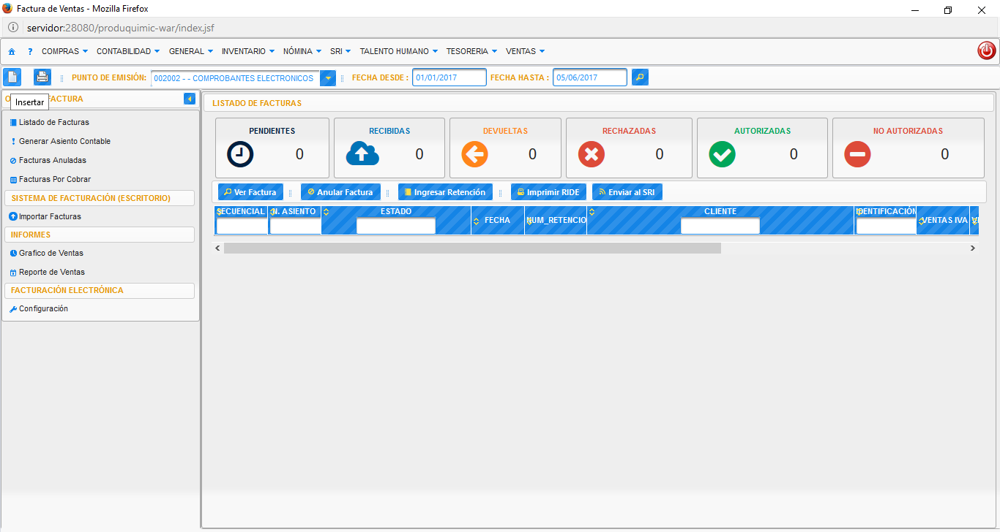 Factura de Ventas - Mozilla Firefox
servidor:28080/produquimic-war/index.jsf
? COMPRAS CONTABILIDAD GENERAL INVENTARIO NÓMINA SRI TALENTO HUMANO TESORERIA VENTAS
PUNTO DE EMISIÓN: 002002 - - COMPROBANTES ELECTRONICOS FECHA DESDE : 01/01/2017 FECHA HASTA : 05/06/2017
FACTURA
Insertar
Listado de Facturas
Generar Asiento Contable
Facturas Anuladas
Facturas Por Cobrar
SISTEMA DE FACTURACIÓN (ESCRITORIO)
Importar Facturas
INFORMES
Grafico de Ventas
Reporte de Ventas
FACTURACIÓN ELECTRÓNICA
Configuración
LISTADO DE FACTURAS
PENDIENTES RECIBIDAS DEVUELTAS RECHAZADAS AUTORIZADAS NO AUTORIZADAS
0 0 0 0 0 0
Ver Factura Anular Factura Ingresar Retención Imprimir RIDE Enviar al SRI
SECUENCIAL N. ASIENTO ESTADO FECHA NUM_RETENCIO CLIENTE IDENTIFICACIÓN VENTAS IVA